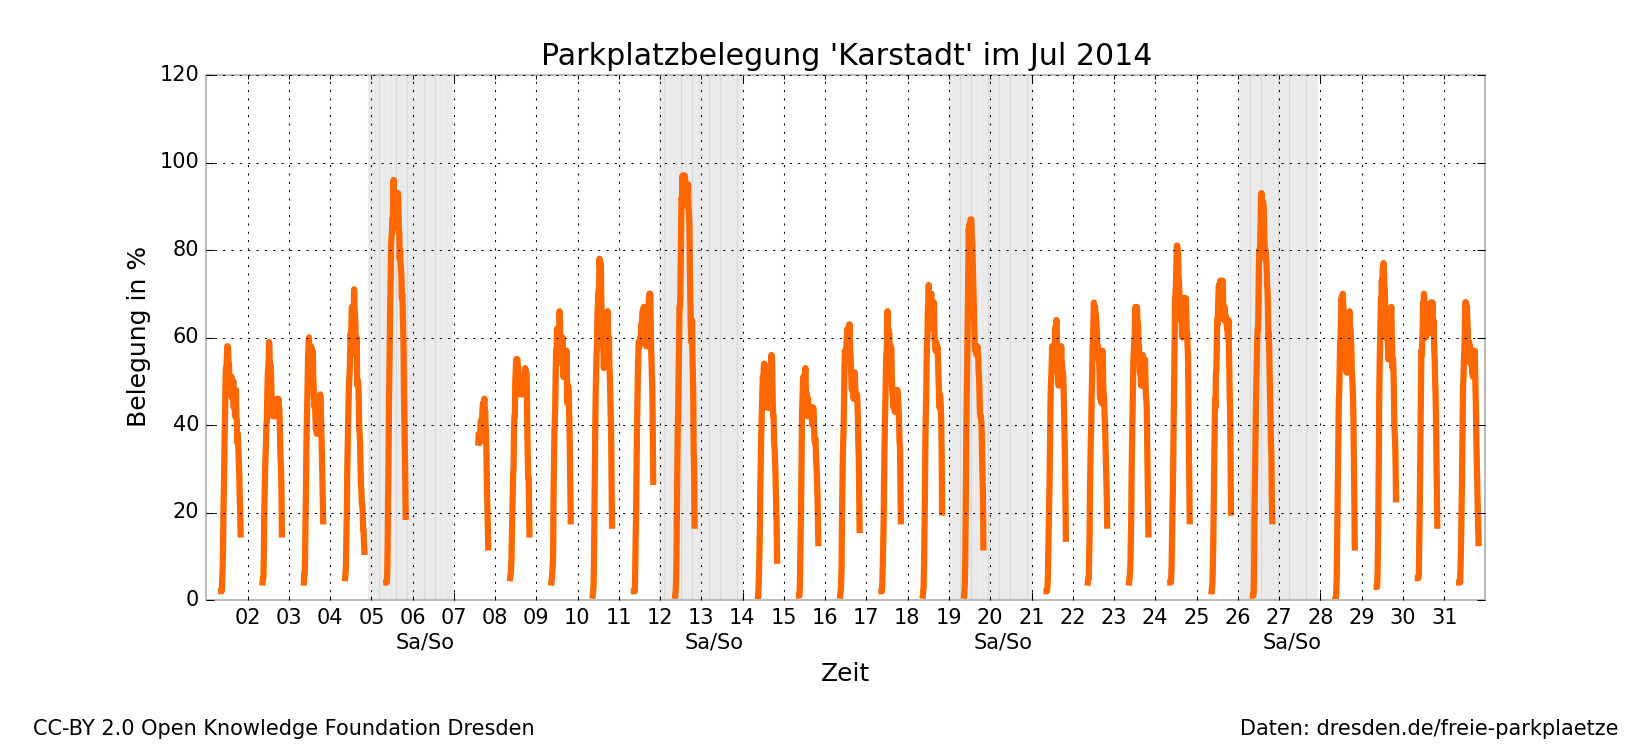 Parkplatzbelegung 'Karstadt' im Jul 2014
120
100
80
60
40
20
0
Belegung in %
02 03 04 05 06 07 08 09 10 11 12 13 14 15 16 17 18 19 20 21 22 23 24 25 26 27 28 29 30 31
Sa/So Sa/So Sa/So Sa/So
Zeit
CC-BY 2.0 Open Knowledge Foundation Dresden
Daten: dresden.de/freie-parkplaetze